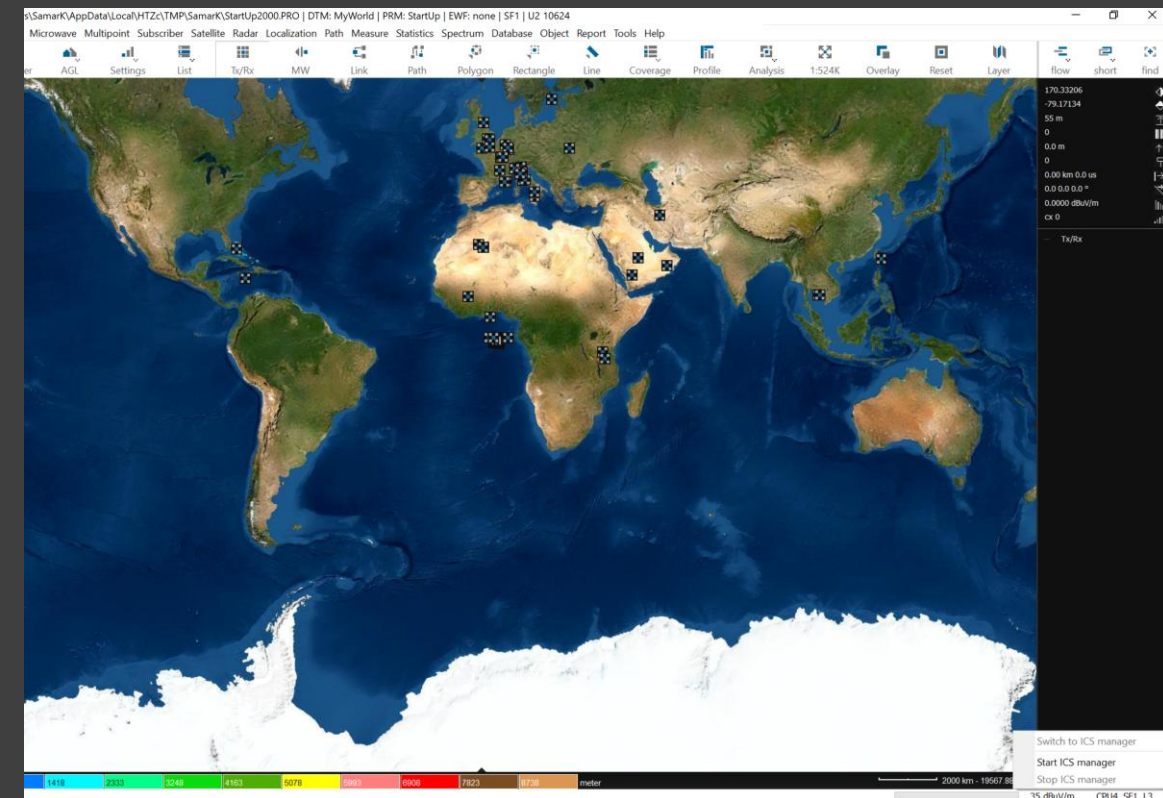 s\SamarK\AppData\Local\HTZc\TMP\SamarK\StartUp2000.PRO | DTM: MyWorld | PRM: StartUp | EWF: none | SF1 | U2 10624
Microwave Multipoint Subscriber Satellite Radar Localization Path Measure Statistics Spectrum Database Object Report Tools Help
er AGL Settings List Tx/Rx MW Link Path Polygon Rectangle Line Coverage Profile Analysis 1:524K Overlay Reset Layer flow short find
170.33206
-79.17134
55 m
0
0.0 m
0
0.00 km 0.0 us
0.0 0.0 0.0 °
0.0000 dBuV/m
cx 0
Tx/Rx
Switch to ICS manager
Start ICS manager
Stop ICS manager
1418 2333 3248 4163 5078 5993 6908 7823 8738 meter 2000 km - 19567.88
35 dBuV/m CPU4 SF1 L3